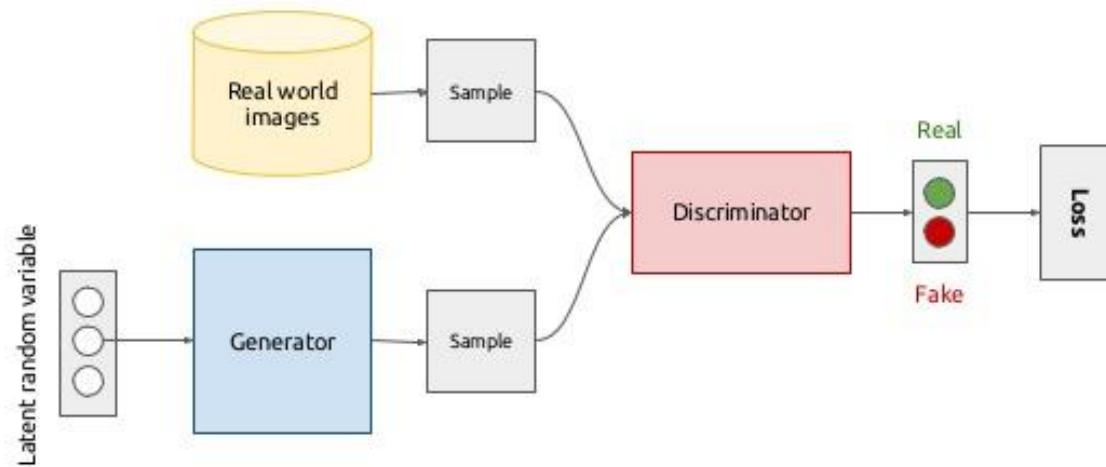 Real world
images
Sample
Real
Discriminator
Loss
Fake
Latent random variable
Generator
Sample